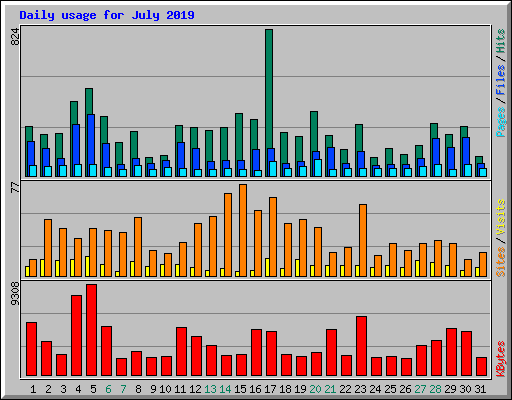 Daily usage for July 2019
824
Pages / Files / Hits
77
Sites / Visits
9308
KBytes
1 2 3 4 5 6 7 8 9 10 11 12 13 14 15 16 17 18 19 20 21 22 23 24 25 26 27 28 29 30 31